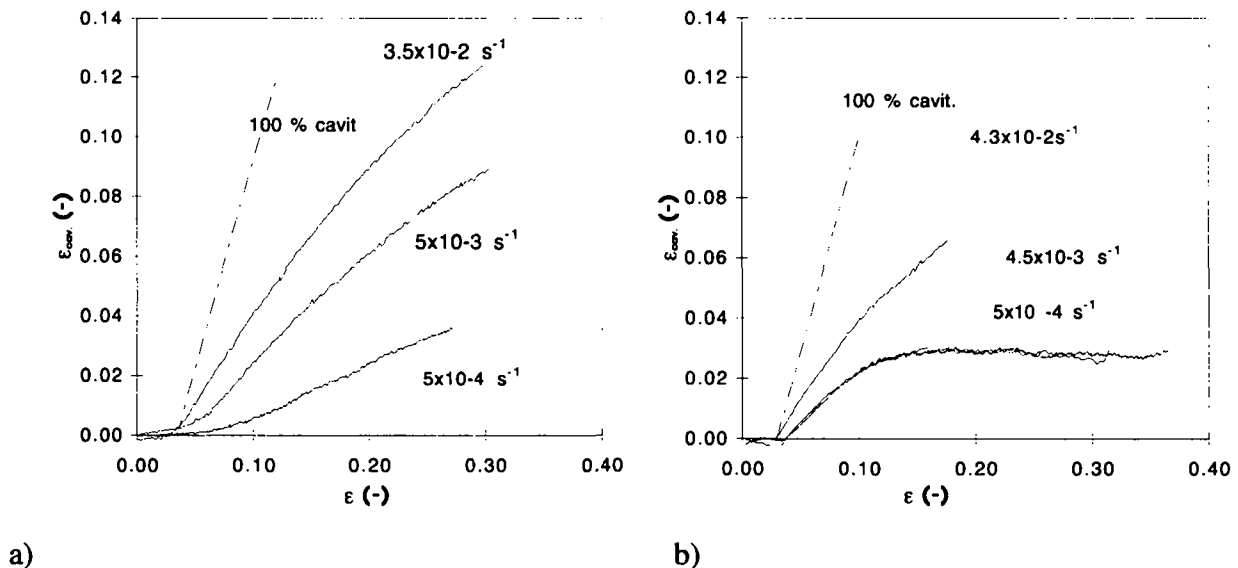 0.14
0.12
0.10
0.08
0.06
0.04
0.02
0.00
εcav. (-)
3.5x10-2 s⁻¹
100 % cavit
5x10-3 s⁻¹
5x10-4 s⁻¹
0.00 0.10 0.20 0.30 0.40
ε (-)
a)
0.14
0.12
0.10
0.08
0.06
0.04
0.02
0.00
εcav. (-)
100 % cavit.
4.3x10-2s⁻¹
4.5x10-3 s⁻¹
5x10 -4 s⁻¹
0.00 0.10 0.20 0.30 0.40
ε (-)
b)